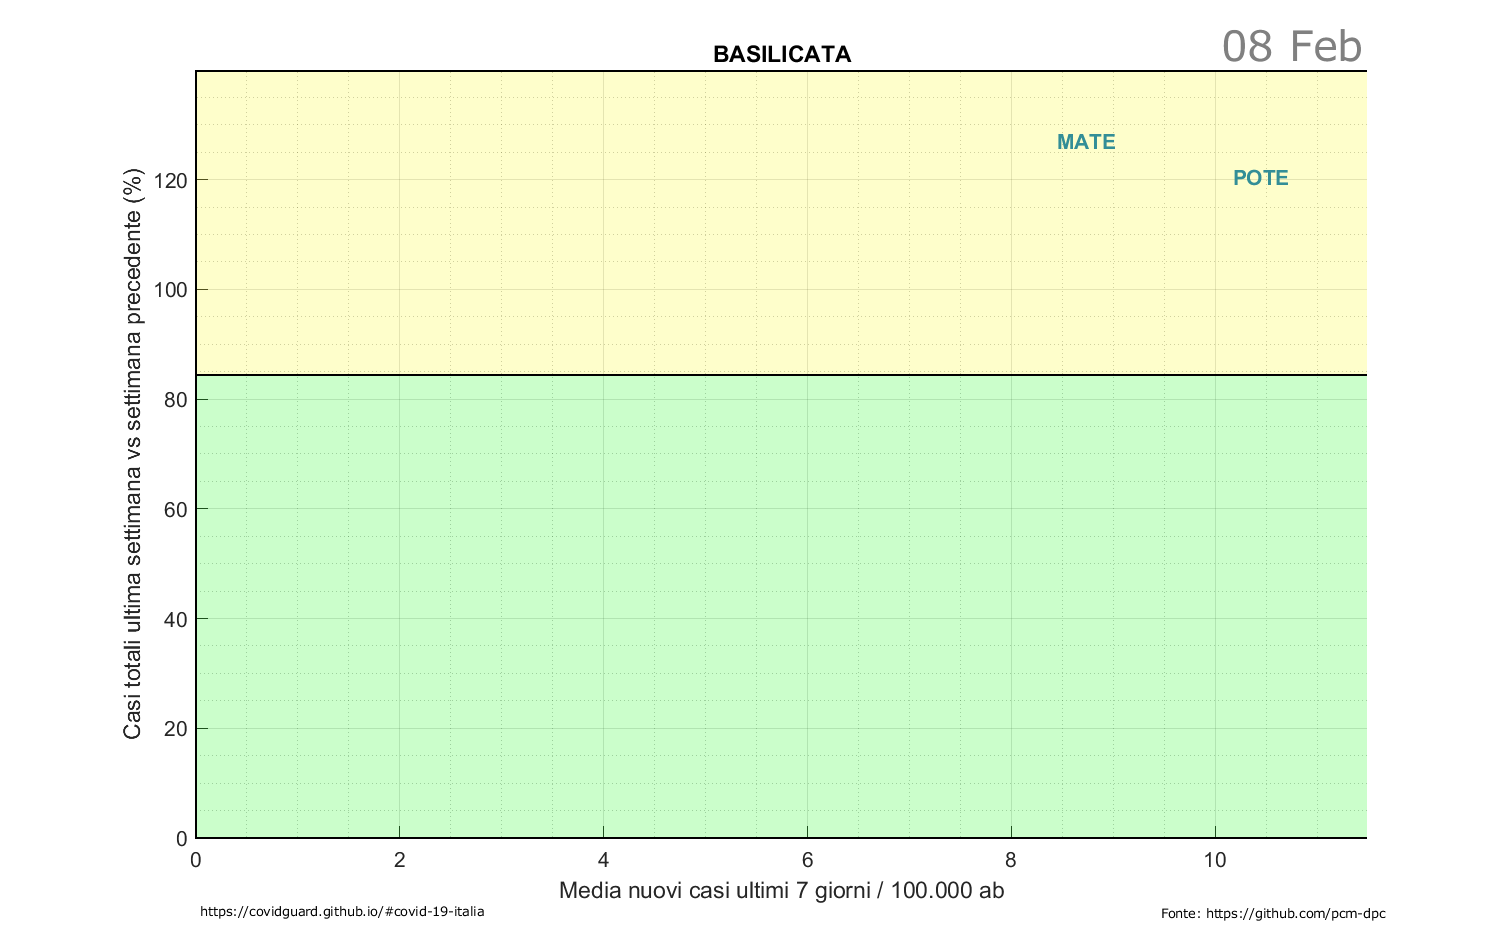 08 Feb
BASILICATA
MATE
POTE
Casi totali ultima settimana vs settimana precedente (%)
120
100
80
60
40
20
0
0 2 4 6 8 10
Media nuovi casi ultimi 7 giorni / 100.000 ab
https://covidguard.github.io/#covid-19-italia
Fonte: https://github.com/pcm-dpc